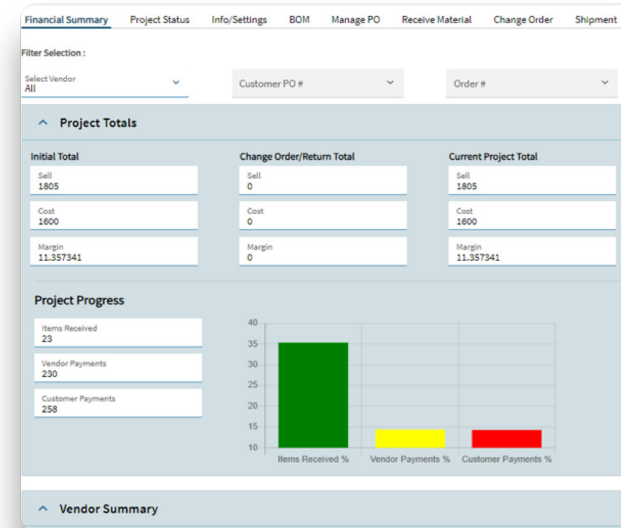 Financial Summary Project Status Info/Settings BOM Manage PO Receive Material Change Order Shipment
Filter Selection :
Select Vendor
All
Customer PO #
Order #
Project Totals
Initial Total Change Order/Return Total Current Project Total
Sell Sell Sell
1805 0 1805
Cost Cost Cost
1600 0 1600
Margin Margin Margin
11.357341 0 11.357341
Project Progress
Items Received
23
Vendor Payments
230
Customer Payments
258
40
35
30
25
20
15
10
Items Received % Vendor Payments % Customer Payments %
Vendor Summary